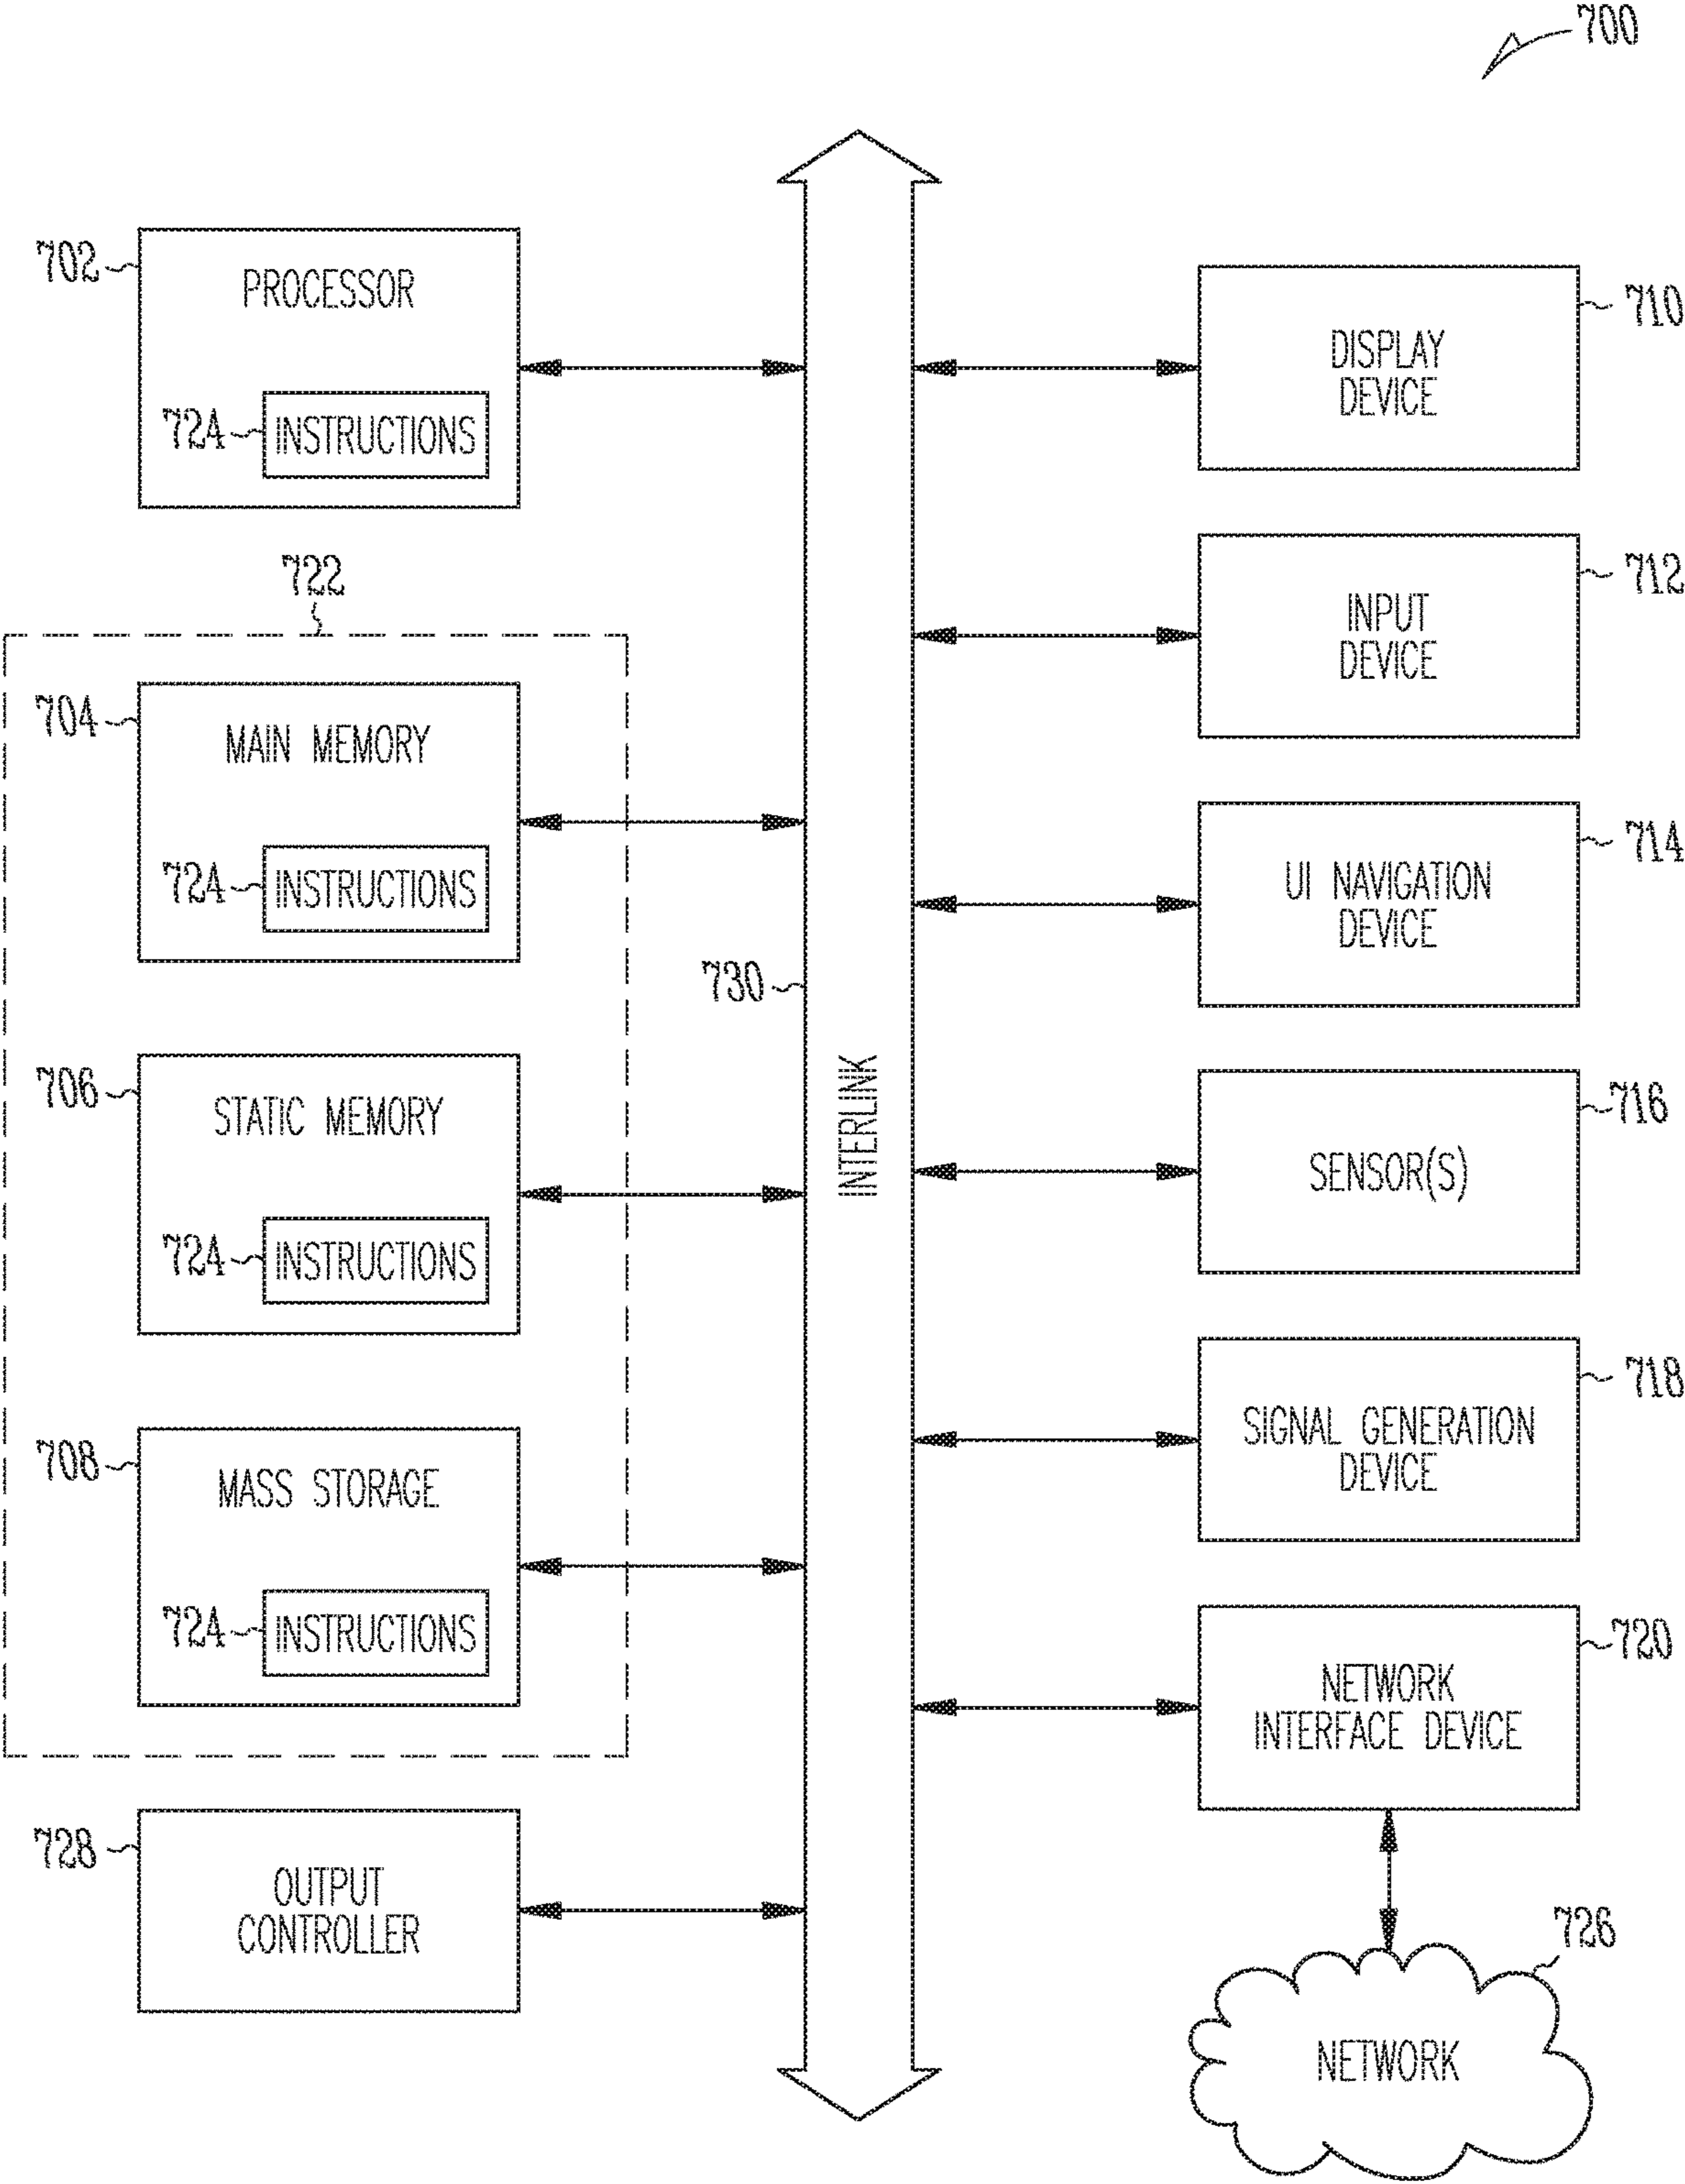 700
702
PROCESSOR
724
INSTRUCTIONS
722
704
MAIN MEMORY
724
INSTRUCTIONS
706
STATIC MEMORY
724
INSTRUCTIONS
708
MASS STORAGE
724
INSTRUCTIONS
728
OUTPUT
CONTROLLER
730
INTERLINK
710
DISPLAY
DEVICE
712
INPUT
DEVICE
714
UI NAVIGATION
DEVICE
716
SENSOR(S)
718
SIGNAL GENERATION
DEVICE
720
NETWORK
INTERFACE DEVICE
726
NETWORK